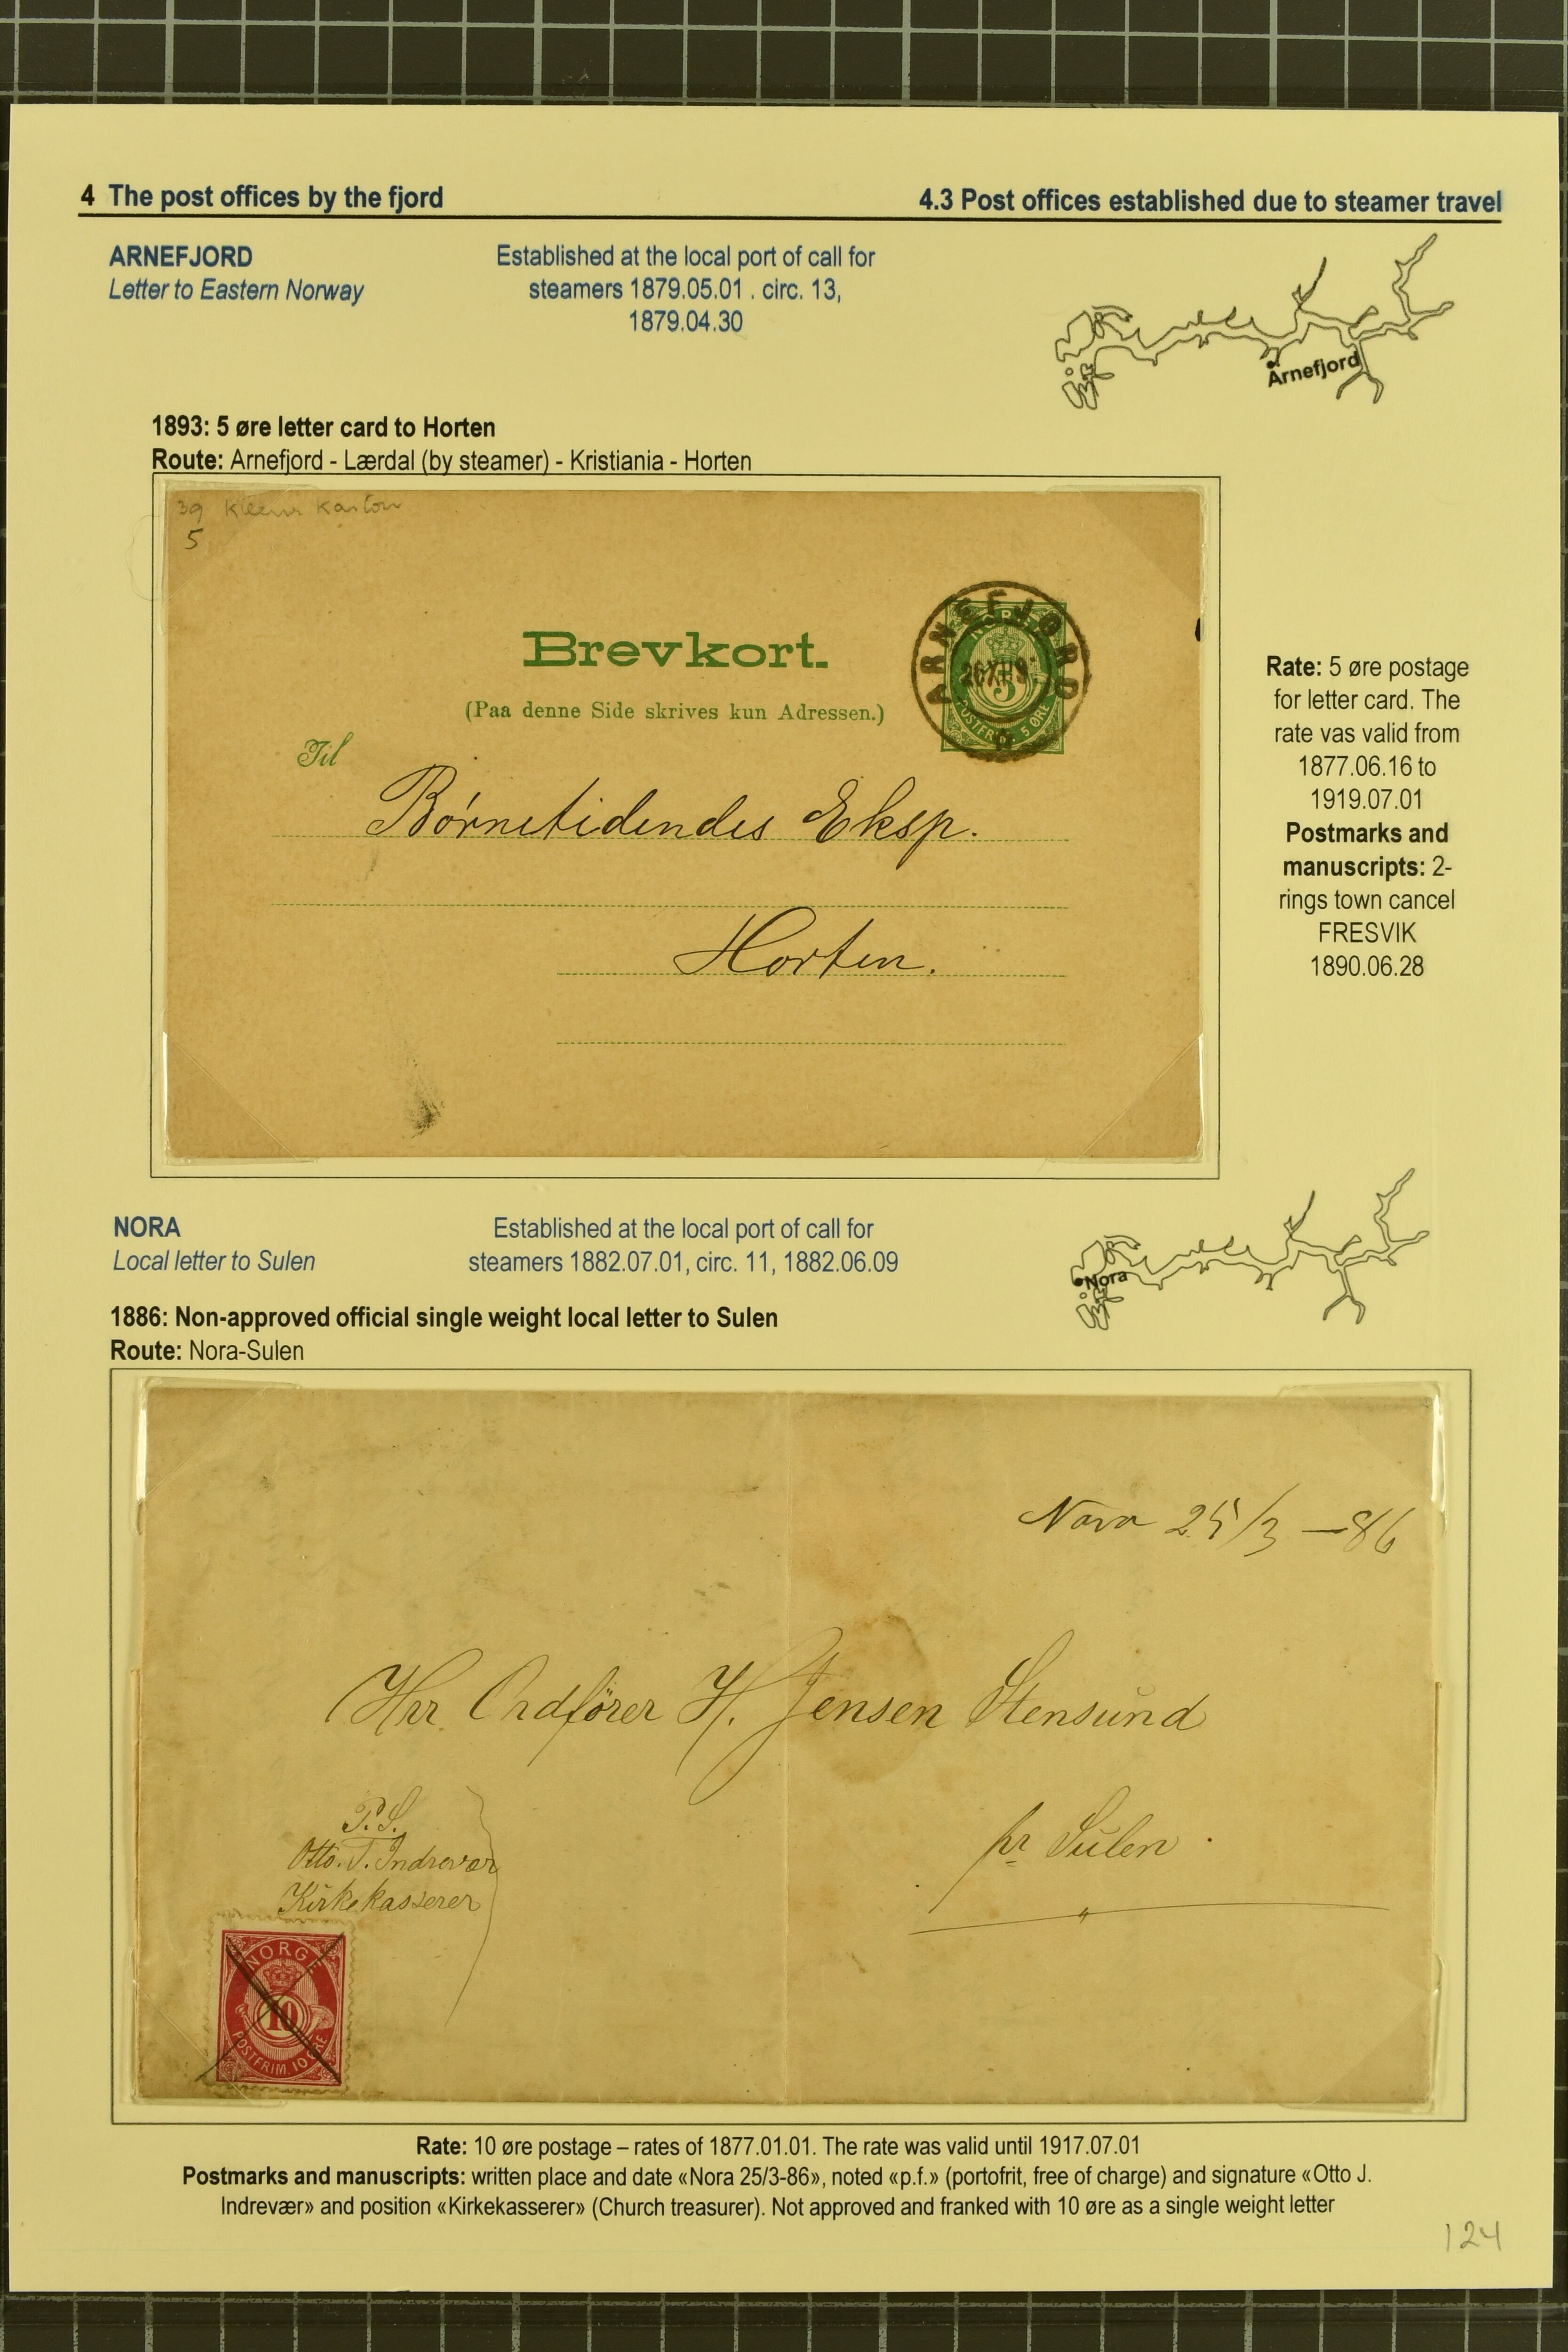 4 The post offices by the fjord
4.3 Post offices established due to steamer travel
ARNEFJORD
Letter to Eastern Norway
Established at the local port of call for
steamers 1879.05.01 . circ. 13,
1879.04.30
Arnefjord
1893: 5 øre letter card to Horten
Route: Arnefjord - Lærdal (by steamer) - Kristiania - Horten
39
5
Brevkort.
(Paa denne Side skrives kun Adressen.)
ARNEFJORD
NORGE
5
POSTFRIM. 5 ØRE
Til
Børnetidendes Eksp.
Horten.
Rate: 5 øre postage
for letter card. The
rate vas valid from
1877.06.16 to
1919.07.01
Postmarks and
manuscripts: 2-
rings town cancel
FRESVIK
1890.06.28
NORA
Local letter to Sulen
Established at the local port of call for
steamers 1882.07.01, circ. 11, 1882.06.09
Nora
1886: Non-approved official single weight local letter to Sulen
Route: Nora-Sulen
Nora 25/3 -86
Hrr Ordfører H. Jensen Stensund
pr Sulen
Otto. T. Indrevær
Kirkekasserer
NORGE
10
POSTFRIM. 10 ØRE
Rate: 10 øre postage – rates of 1877.01.01. The rate was valid until 1917.07.01
Postmarks and manuscripts: written place and date «Nora 25/3-86», noted «p.f.» (portofrit, free of charge) and signature «Otto J.
Indrevær» and position «Kirkekasserer» (Church treasurer). Not approved and franked with 10 øre as a single weight letter
124